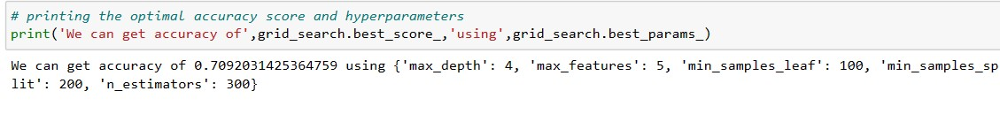 # printing the optimal accuracy score and hyperparameters
print('We can get accuracy of',grid_search.best_score_,'using',grid_search.best_params_)
We can get accuracy of 0.7092031425364759 using {'max_depth': 4, 'max_features': 5, 'min_samples_leaf': 100, 'min_samples_sp
lit': 200, 'n_estimators': 300}